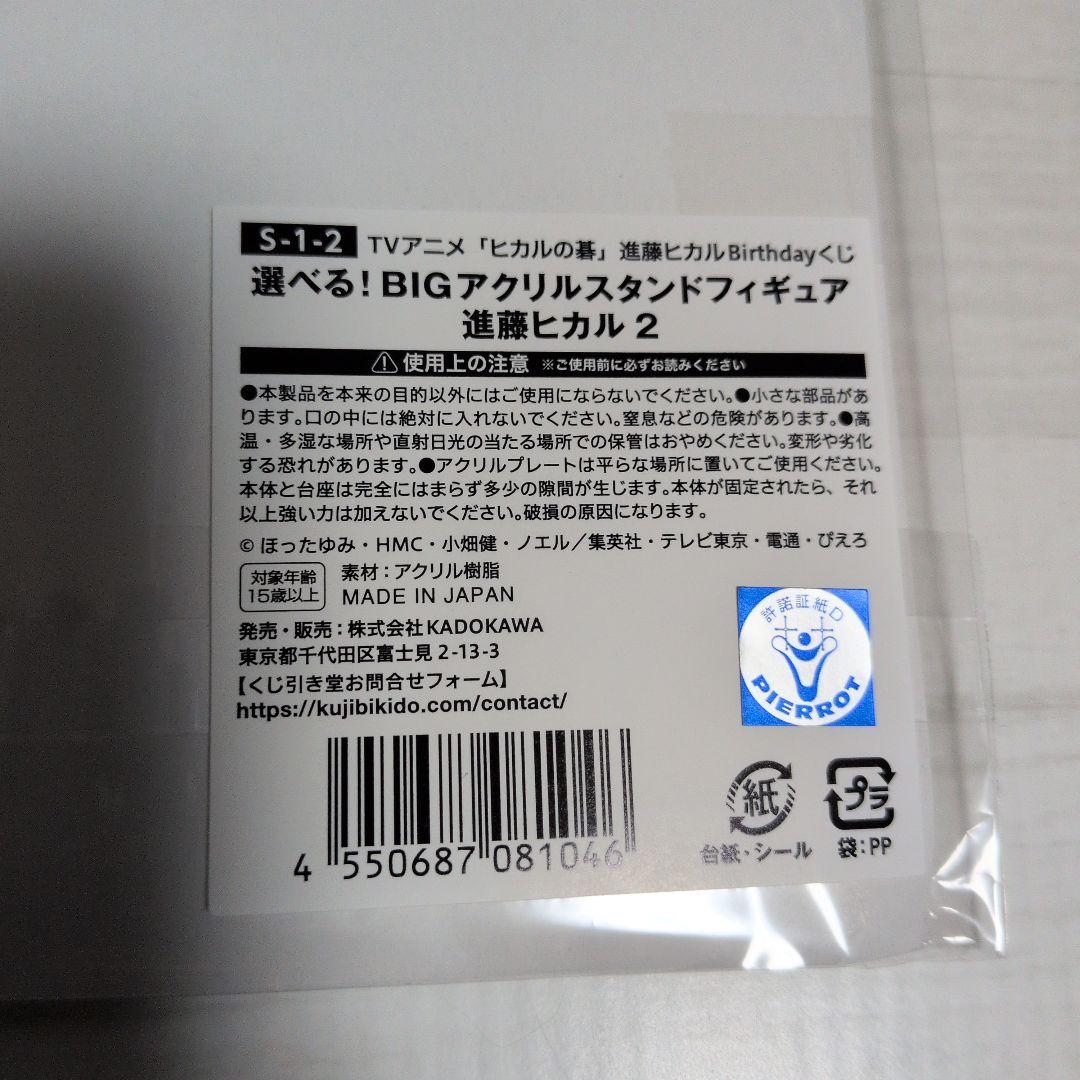 S-1-2 TVアニメ「ヒカルの碁」進藤ヒカルBirthdayくじ
選べる！BIGアクリルスタンドフィギュア
進藤ヒカル 2
⚠使用上の注意 ※ご使用前に必ずお読みください
●本製品を本来の目的以外にはご使用にならないでください。●小さな部品があ
ります。口の中には絶対に入れないでください。窒息などの危険があります。●高
温・多湿な場所や直射日光の当たる場所での保管はおやめください。変形や劣化
する恐れがあります。●アクリルプレートは平らな場所に置いてご使用ください。
本体と台座は完全にはまらず多少の隙間が生じます。本体が固定されたら、それ
以上強い力は加えないでください。破損の原因になります。
© ほったゆみ・HMC・小畑健・ノエル／集英社・テレビ東京・電通・ぴえろ
対象年齢
15歳以上
素材：アクリル樹脂
MADE IN JAPAN
発売・販売：株式会社KADOKAWA
東京都千代田区富士見 2-13-3
【くじ引き堂お問合せフォーム】
https://kujibikido.com/contact/
許諾証紙D
PIERROT
4 550687 081046
紙
台紙・シール
プラ
袋：PP